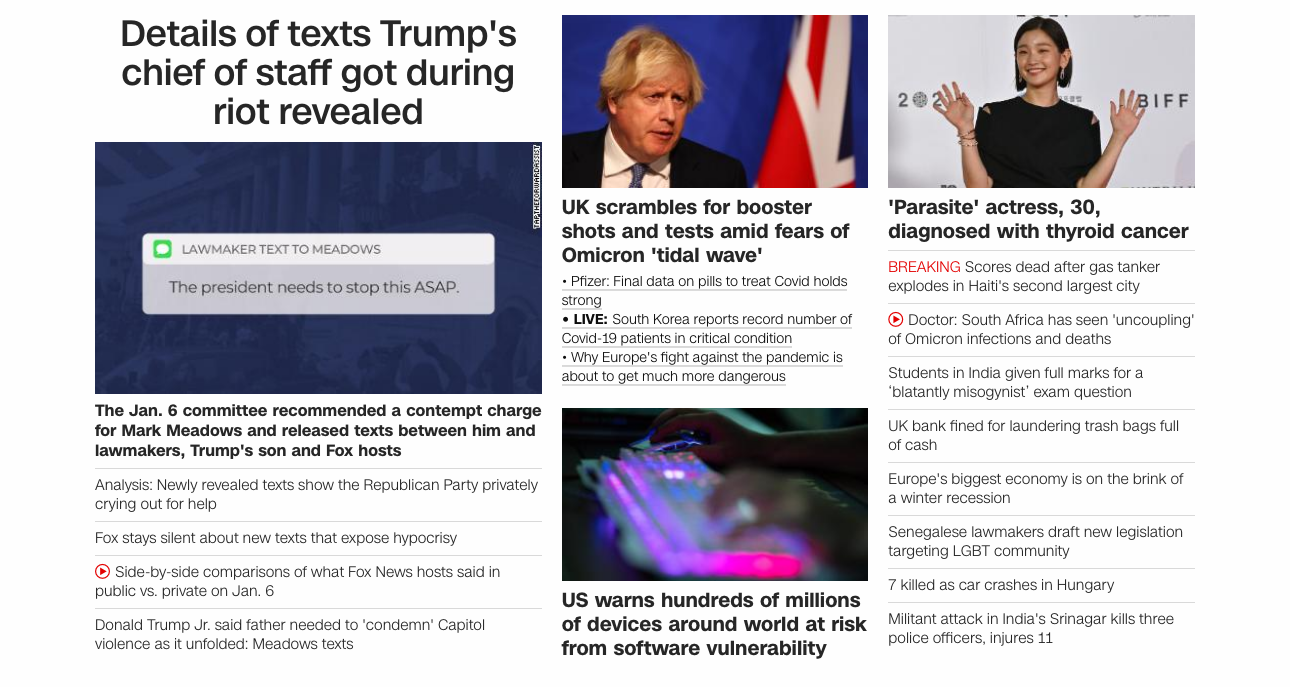 Details of texts Trump's
chief of staff got during
riot revealed
TAP/THEFORWARDASSIST
LAWMAKER TEXT TO MEADOWS
The president needs to stop this ASAP.
The Jan. 6 committee recommended a contempt charge
for Mark Meadows and released texts between him and
lawmakers, Trump's son and Fox hosts
Analysis: Newly revealed texts show the Republican Party privately
crying out for help
Fox stays silent about new texts that expose hypocrisy
Side-by-side comparisons of what Fox News hosts said in
public vs. private on Jan. 6
Donald Trump Jr. said father needed to 'condemn' Capitol
violence as it unfolded: Meadows texts
UK scrambles for booster
shots and tests amid fears of
Omicron 'tidal wave'
• Pfizer: Final data on pills to treat Covid holds
strong
• LIVE: South Korea reports record number of
Covid-19 patients in critical condition
• Why Europe's fight against the pandemic is
about to get much more dangerous
US warns hundreds of millions
of devices around world at risk
from software vulnerability
BIFF
'Parasite' actress, 30,
diagnosed with thyroid cancer
BREAKING Scores dead after gas tanker
explodes in Haiti's second largest city
Doctor: South Africa has seen 'uncoupling'
of Omicron infections and deaths
Students in India given full marks for a
‘blatantly misogynist’ exam question
UK bank fined for laundering trash bags full
of cash
Europe's biggest economy is on the brink of
a winter recession
Senegalese lawmakers draft new legislation
targeting LGBT community
7 killed as car crashes in Hungary
Militant attack in India's Srinagar kills three
police officers, injures 11